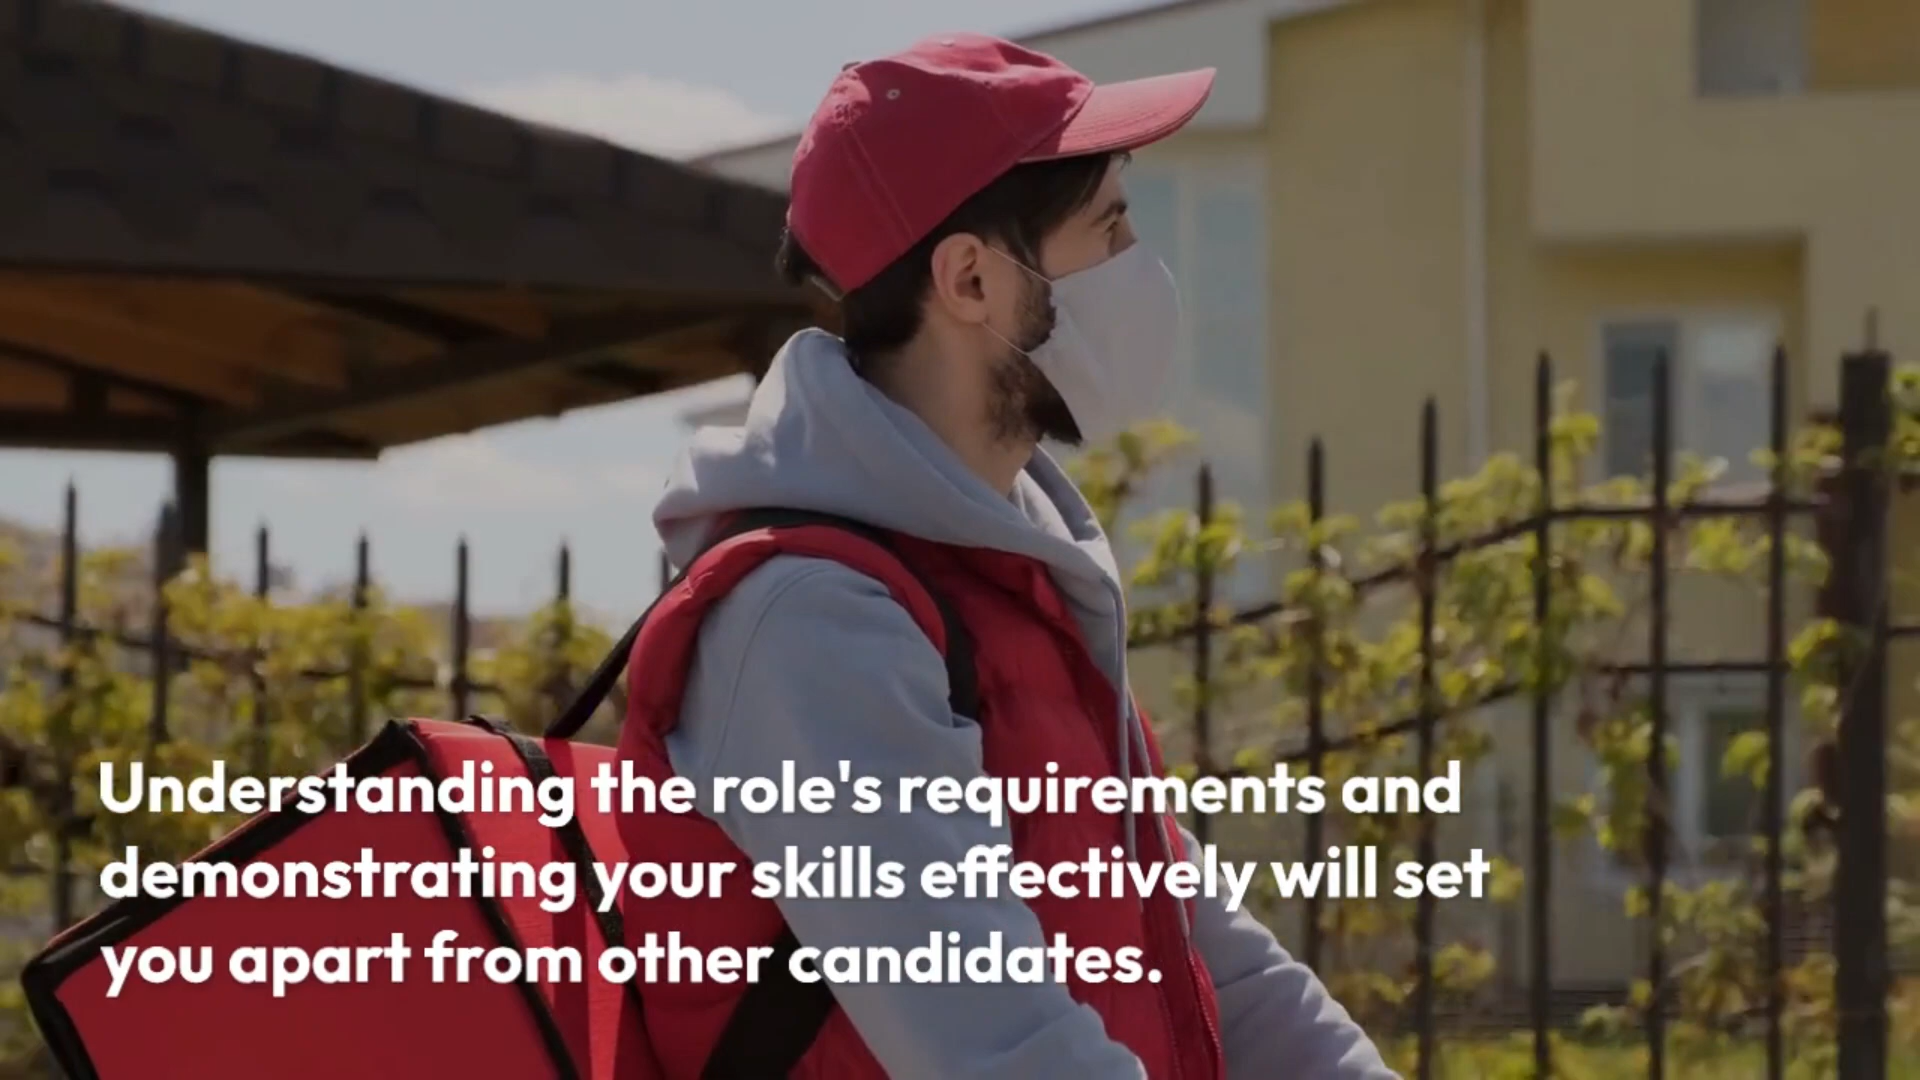 Understanding the role's requirements and
demonstrating your skills effectively will set
you apart from other candidates.